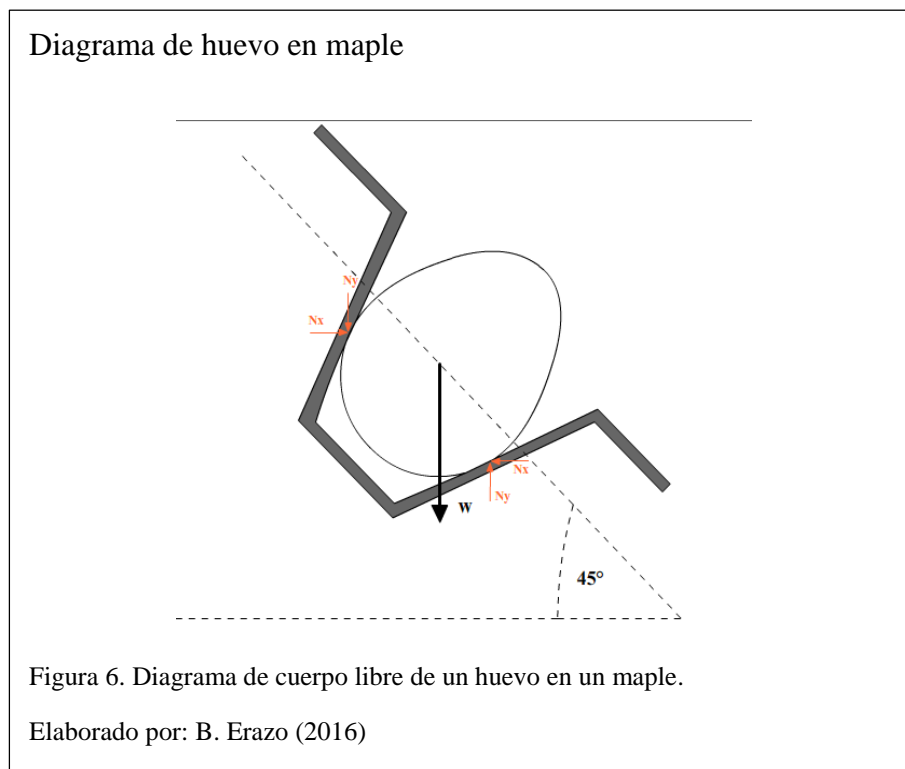 Diagrama de huevo en maple
Ny
Nx
Nx
Ny
W
45°
Figura 6. Diagrama de cuerpo libre de un huevo en un maple.
Elaborado por: B. Erazo (2016)